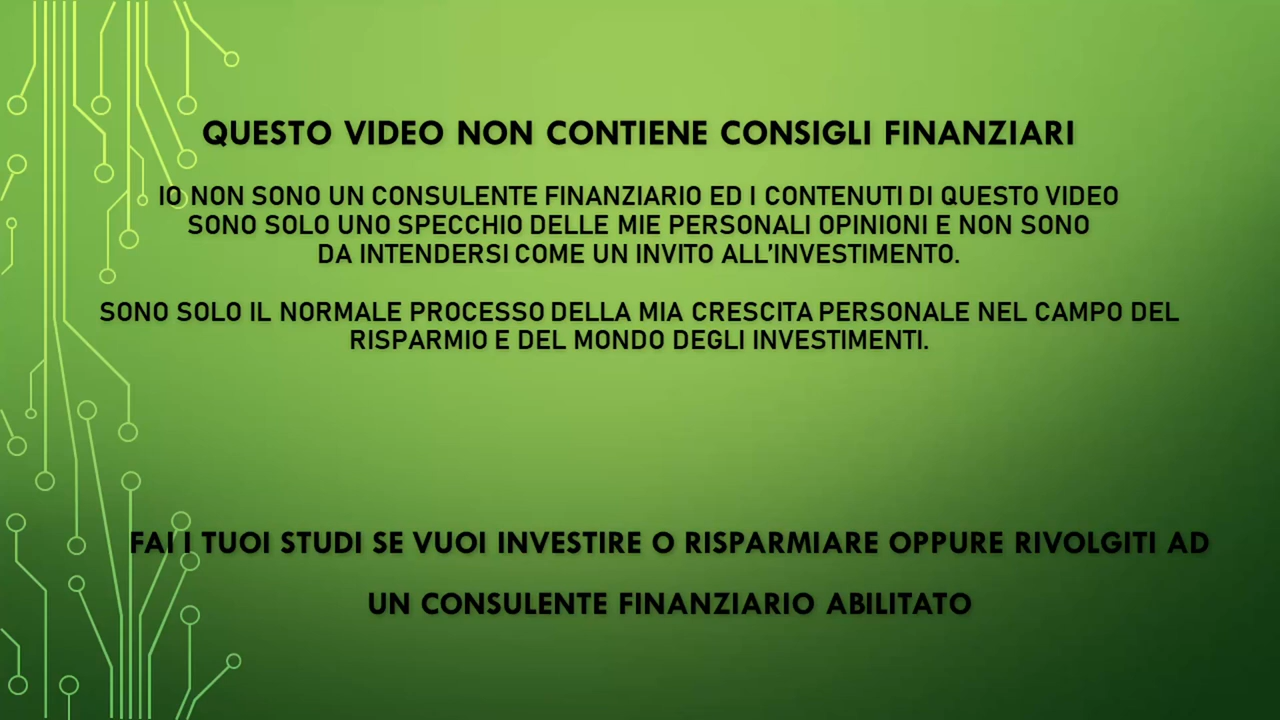 QUESTO VIDEO NON CONTIENE CONSIGLI FINANZIARI
IO NON SONO UN CONSULENTE FINANZIARIO ED I CONTENUTI DI QUESTO VIDEO
SONO SOLO UNO SPECCHIO DELLE MIE PERSONALI OPINIONI E NON SONO
DA INTENDERSI COME UN INVITO ALL'INVESTIMENTO.
SONO SOLO IL NORMALE PROCESSO DELLA MIA CRESCITA PERSONALE NEL CAMPO DEL
RISPARMIO E DEL MONDO DEGLI INVESTIMENTI.
FAI I TUOI STUDI SE VUOI INVESTIRE O RISPARMIARE OPPURE RIVOLGITI AD
UN CONSULENTE FINANZIARIO ABILITATO